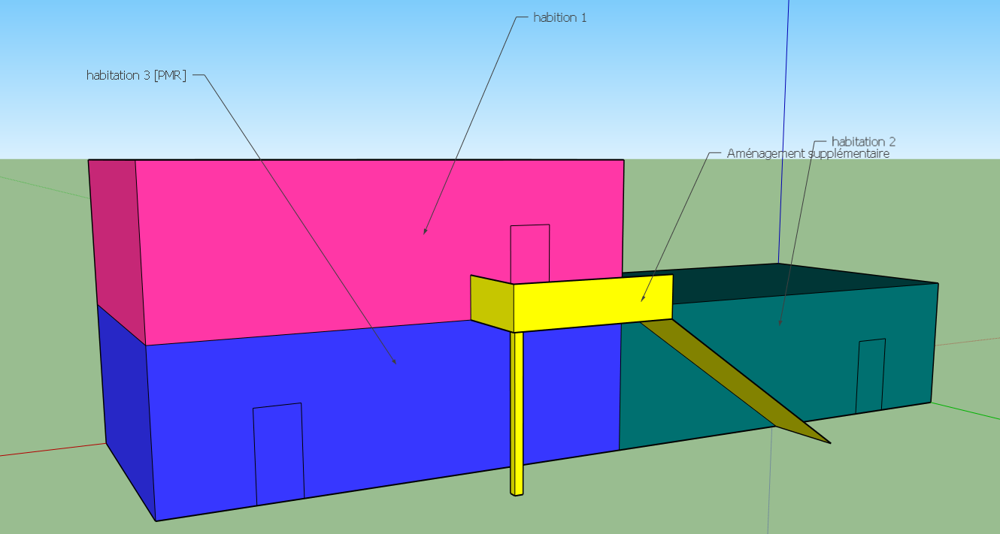 habition 1
habitation 3 [PMR]
habitation 2
Aménagement supplémentaire